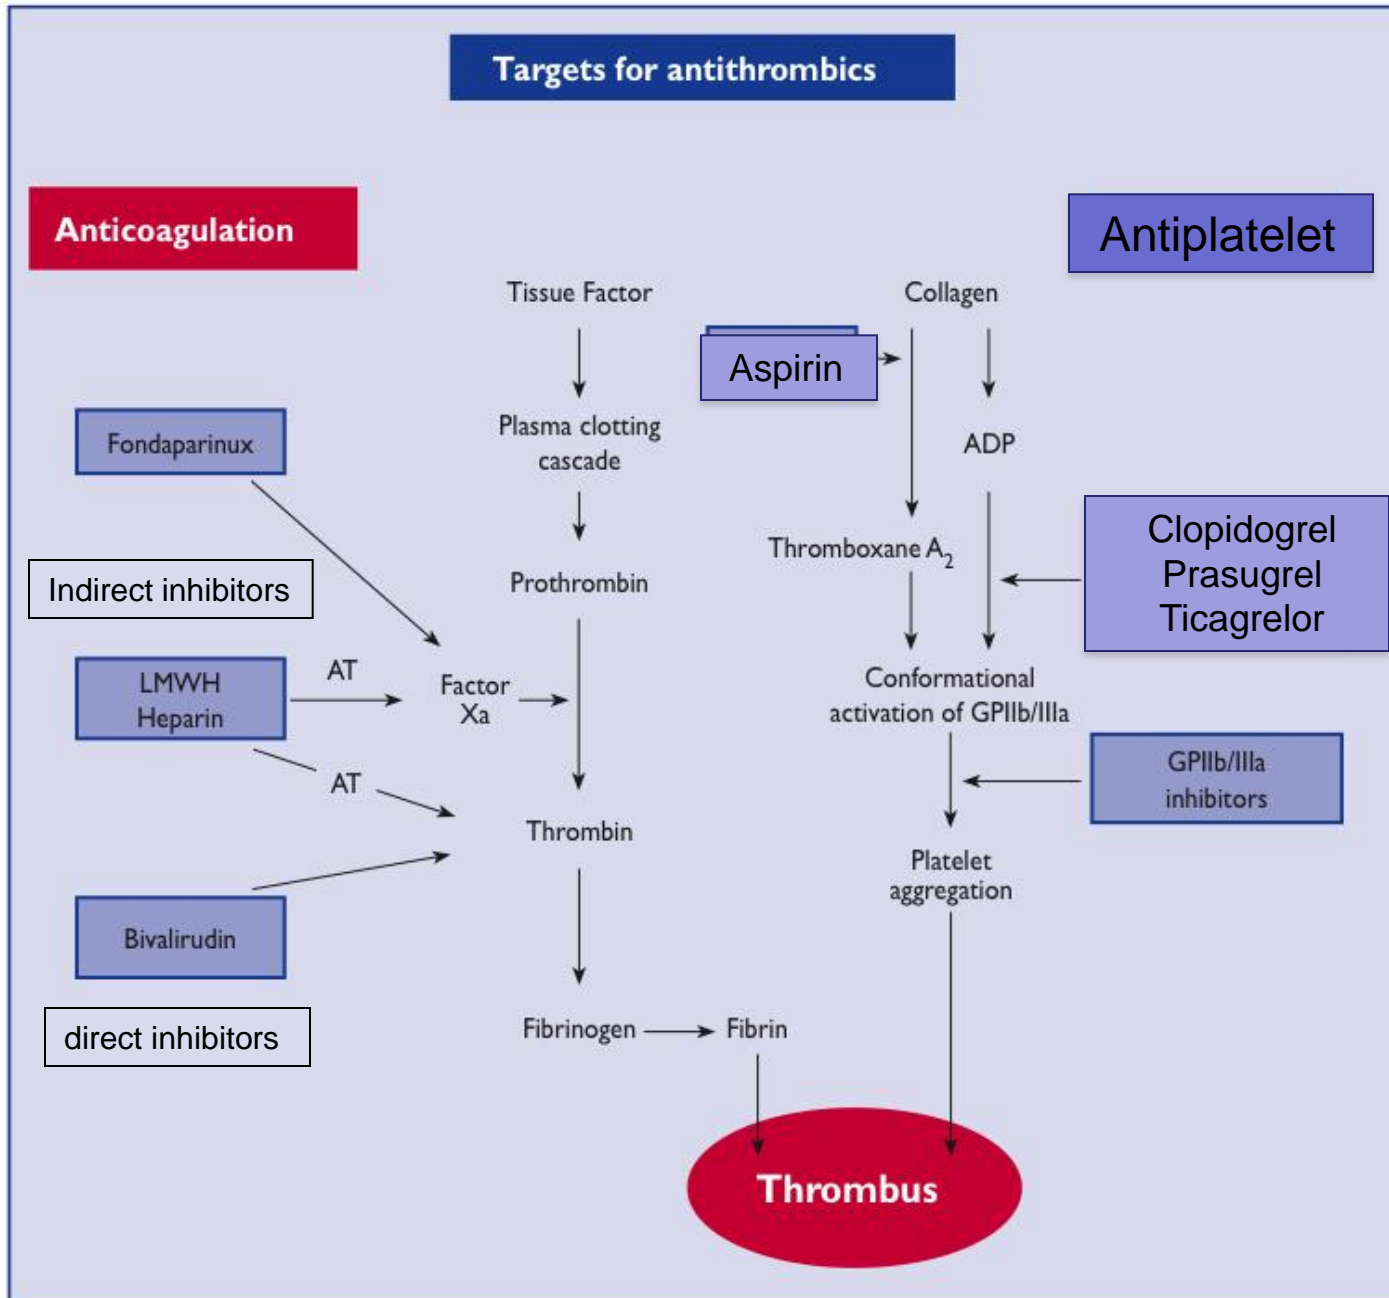 Targets for antithrombics
Anticoagulation
Antiplatelet
Tissue Factor
Collagen
Aspirin
Fondaparinux
Plasma clotting
cascade
ADP
Clopidogrel
Prasugrel
Ticagrelor
Thromboxane A2
Indirect inhibitors
Prothrombin
LMWH
Heparin
AT
Factor
Xa
Conformational
activation of GPIIb/IIIa
AT
GPIIb/IIIa
inhibitors
Thrombin
Platelet
aggregation
Bivalirudin
direct inhibitors
Fibrinogen
Fibrin
Thrombus